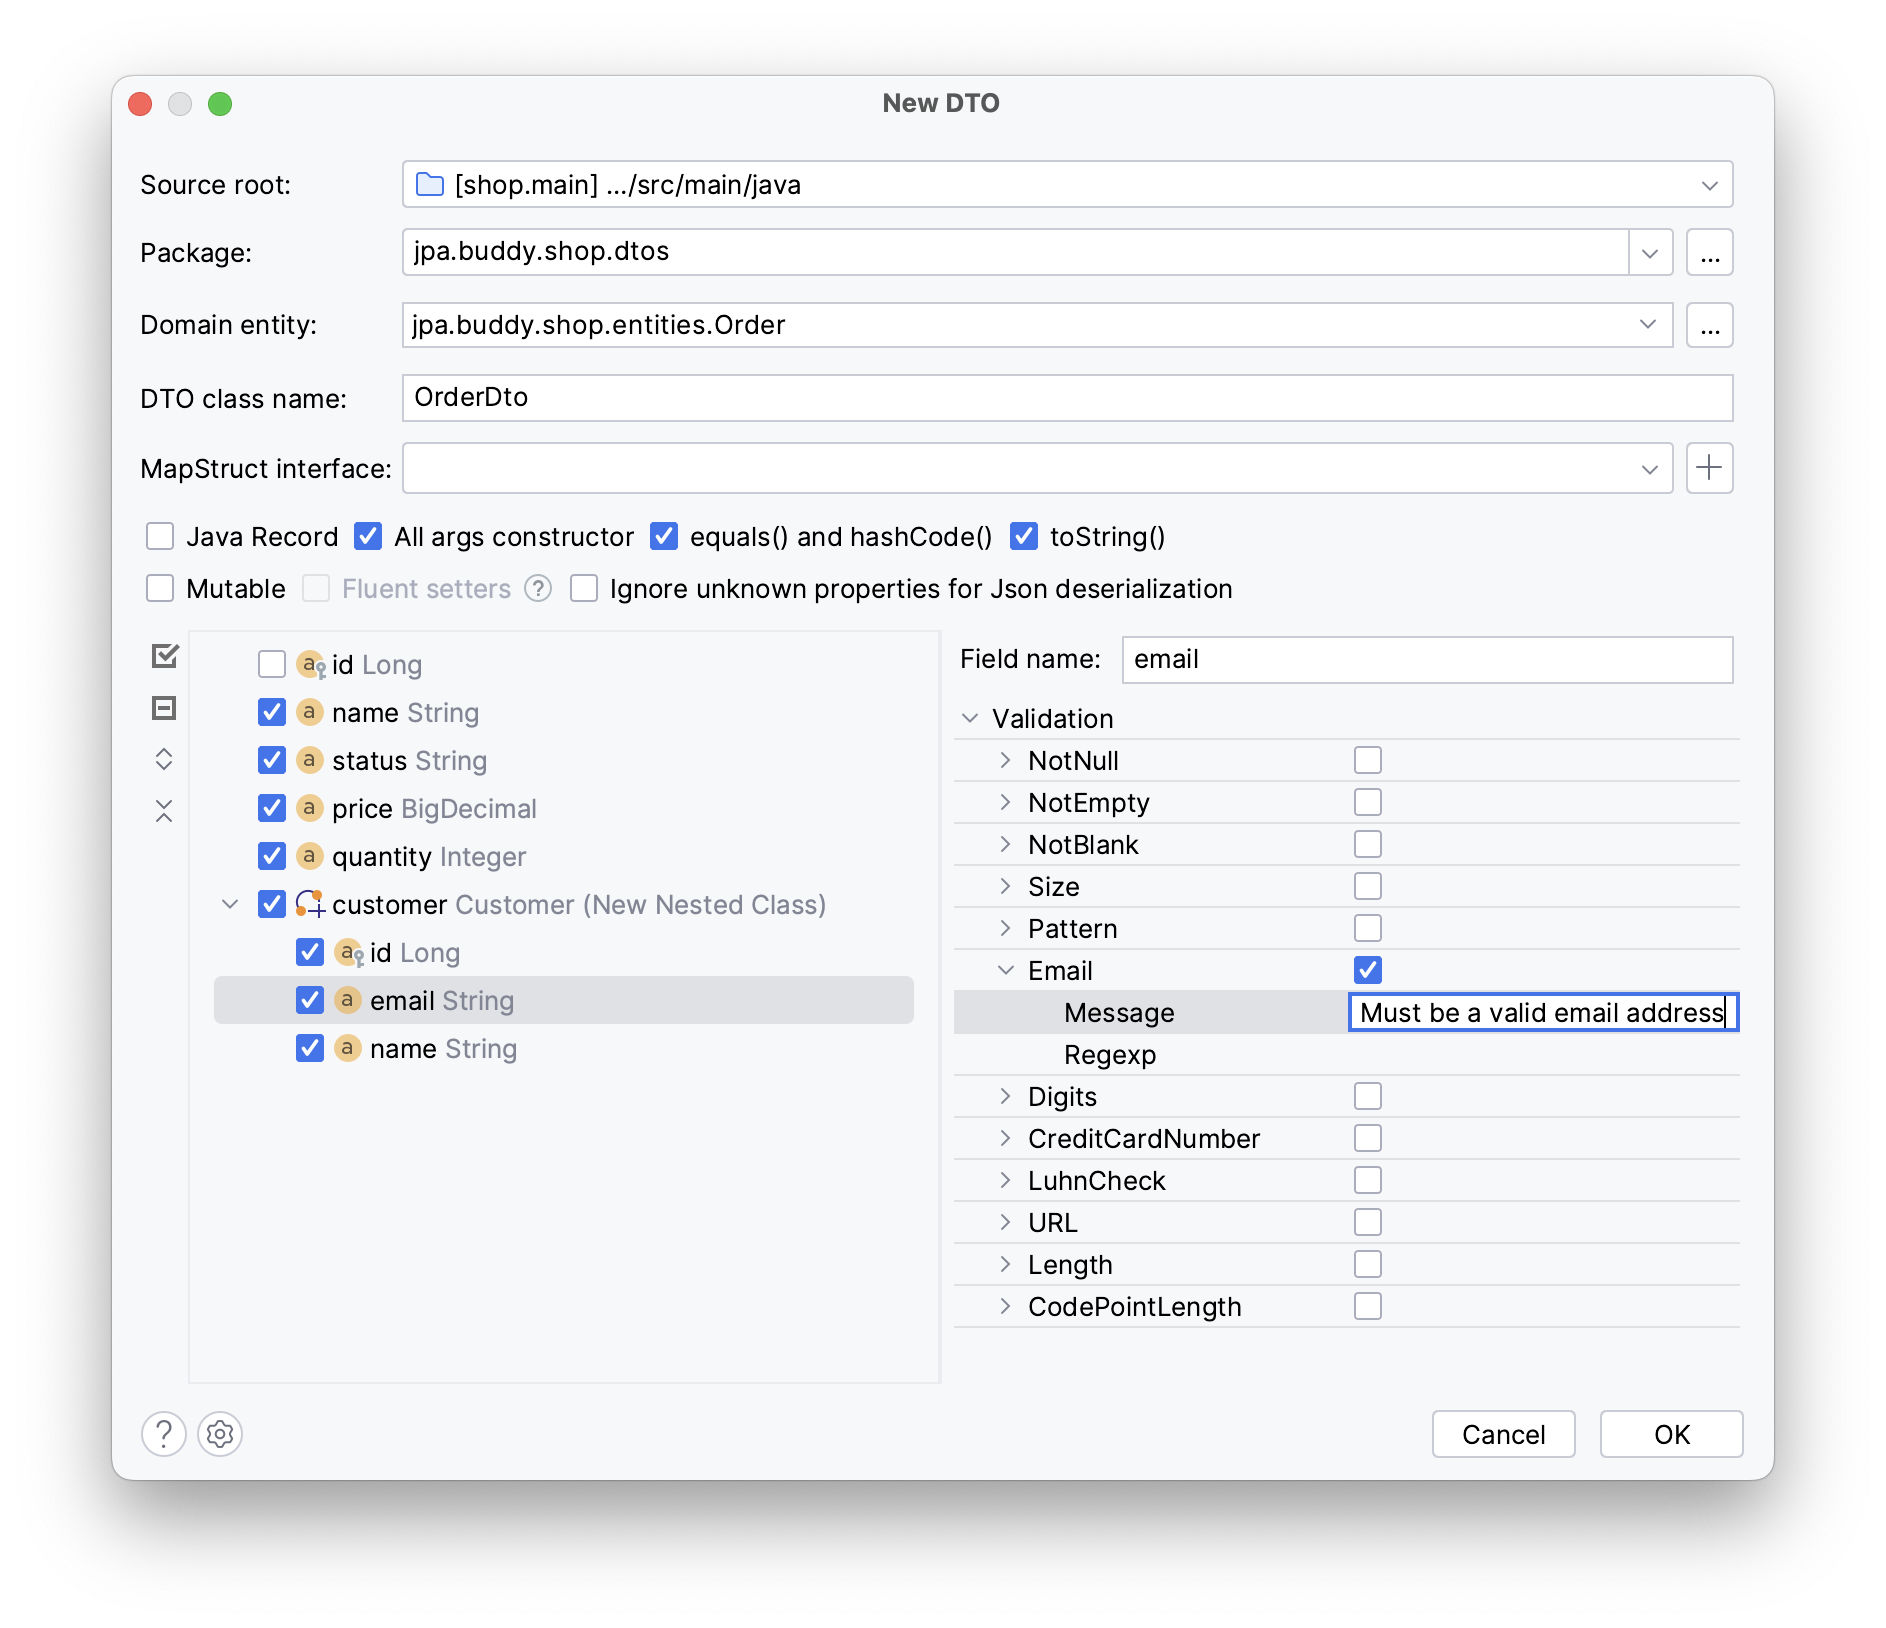 New DTO
Source root: [shop.main] .../src/main/java
Package: jpa.buddy.shop.dtos ...
Domain entity: jpa.buddy.shop.entities.Order ...
DTO class name: OrderDto
MapStruct interface:
Java Record All args constructor equals() and hashCode() toString()
Mutable Fluent setters ? Ignore unknown properties for Json deserialization
a id Long
a name String
a status String
a price BigDecimal
a quantity Integer
customer Customer (New Nested Class)
a id Long
a email String
a name String
Field name: email
Validation
NotNull
NotEmpty
NotBlank
Size
Pattern
Email
Message Must be a valid email address
Regexp
Digits
CreditCardNumber
LuhnCheck
URL
Length
CodePointLength
? Cancel OK